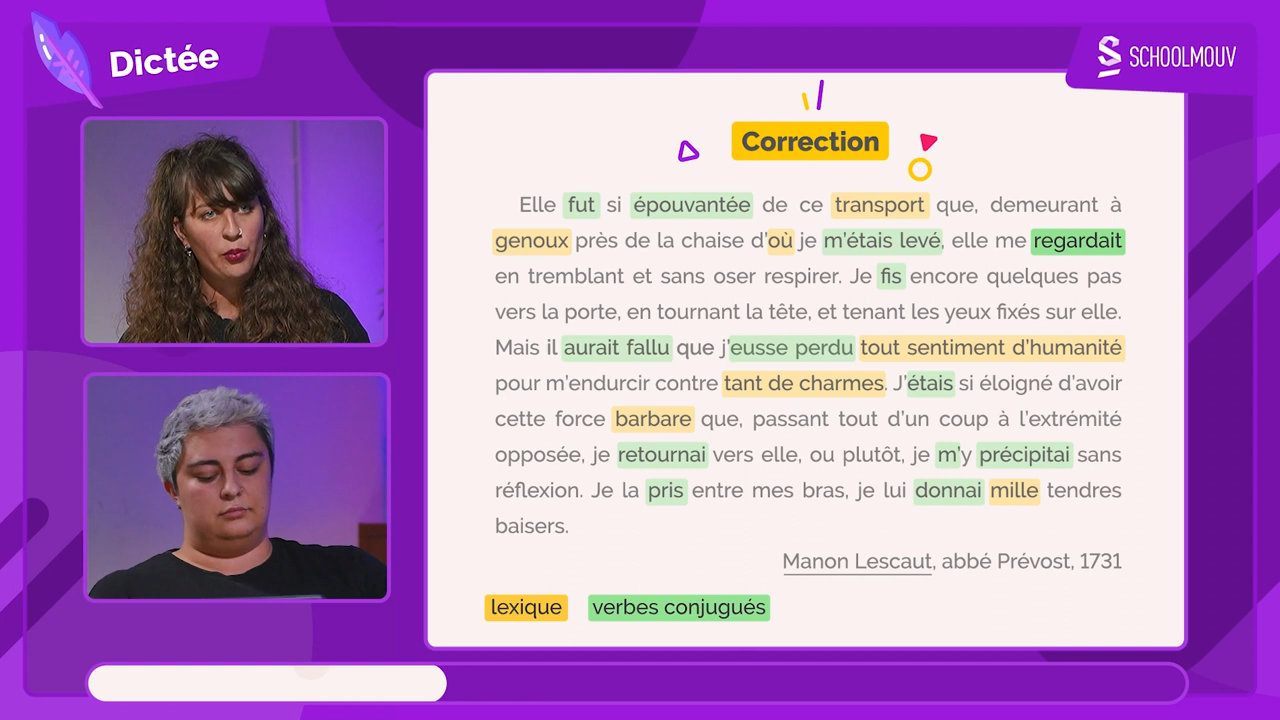 Dictée
SCHOOLMOUV
Correction
Elle fut si épouvantée de ce transport que, demeurant à
genoux près de la chaise d'où je m'étais levé, elle me regardait
en tremblant et sans oser respirer. Je fis encore quelques pas
vers la porte, en tournant la tête, et tenant les yeux fixés sur elle.
Mais il aurait fallu que j'eusse perdu tout sentiment d'humanité
pour m'endurcir contre tant de charmes. J'étais si éloigné d'avoir
cette force barbare que, passant tout d'un coup à l'extrémité
opposée, je retournai vers elle, ou plutôt, je m'y précipitai sans
réflexion. Je la pris entre mes bras, je lui donnai mille tendres
baisers.
Manon Lescaut, abbé Prévost, 1731
lexique verbes conjugués